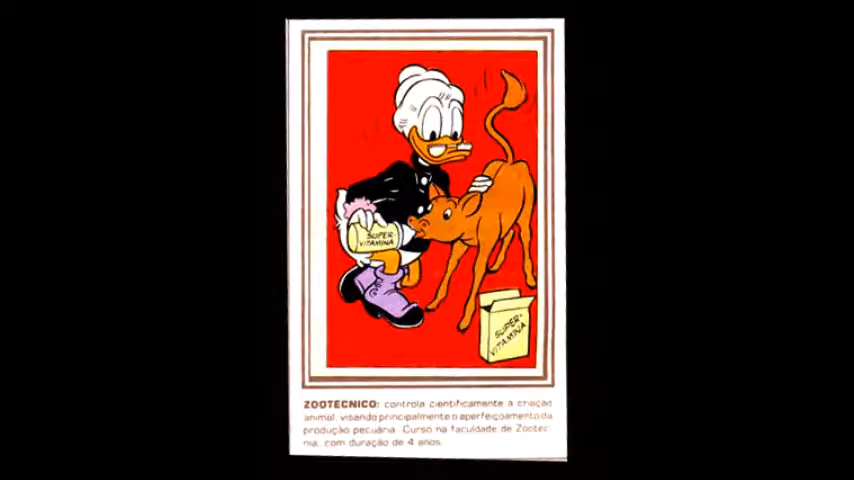 SUPER-
VITAMINA
SUPER-
VITAMINA
ZOOTECNICO: controla cientificamente a criação
animal, visando principalmente o aperfeiçoamento da
produção pecuária. Curso na faculdade de Zootec-
nia, com duração de 4 anos.